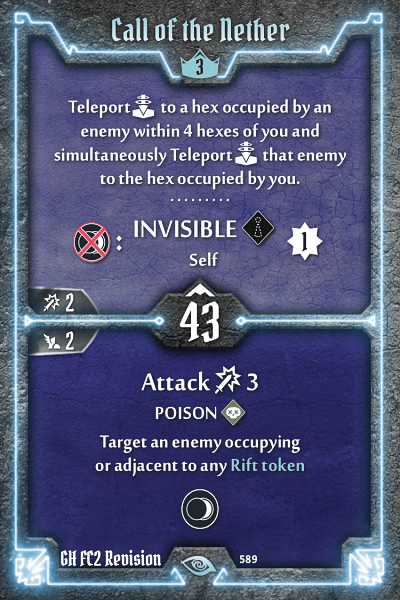 Call of the Nether
3
Teleport to a hex occupied by an
enemy within 4 hexes of you and
simultaneously Teleport that enemy
to the hex occupied by you.
: INVISIBLE 1
Self
2
43
2
Attack 3
POISON
Target an enemy occupying
or adjacent to any Rift token
GH FC2 Revision 589